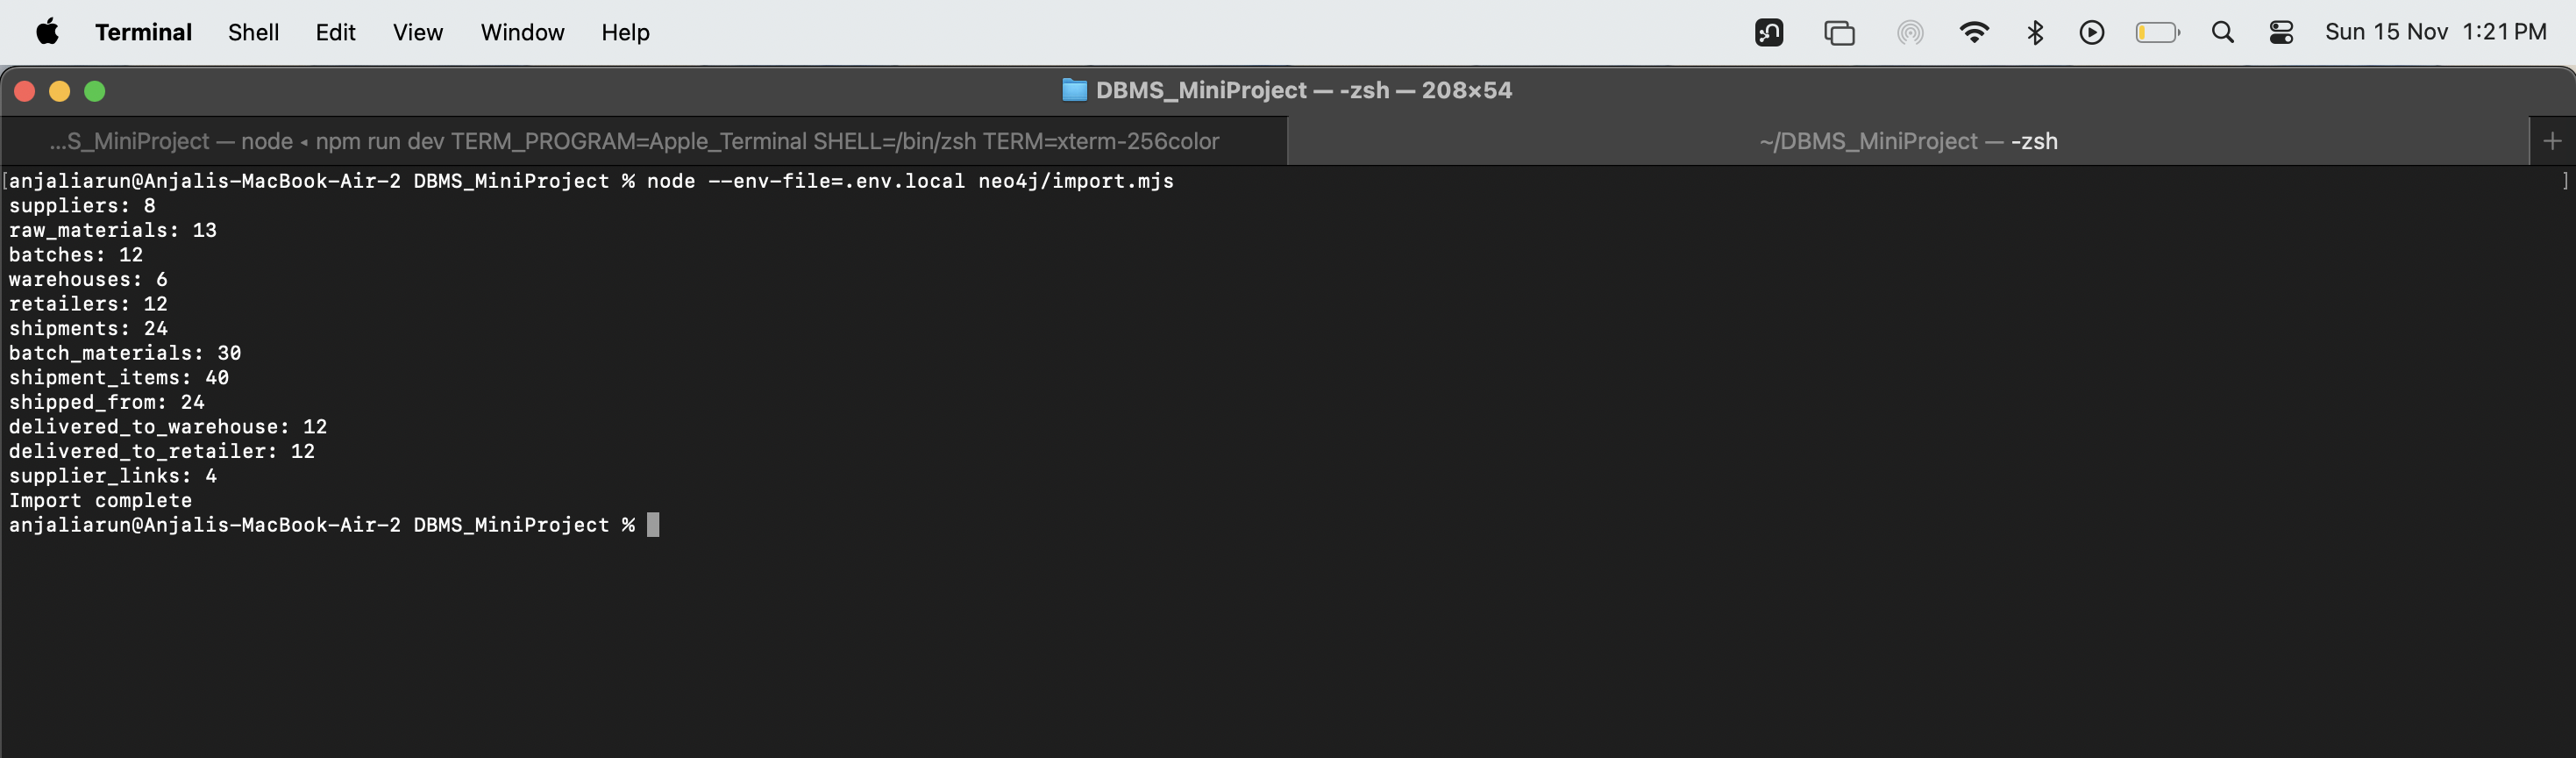 Terminal Shell Edit View Window Help Sun 15 Nov 1:21 PM
DBMS_MiniProject — -zsh — 208×54
...S_MiniProject — node ◂ npm run dev TERM_PROGRAM=Apple_Terminal SHELL=/bin/zsh TERM=xterm-256color
~/DBMS_MiniProject — -zsh
[anjaliarun@Anjalis-MacBook-Air-2 DBMS_MiniProject % node --env-file=.env.local neo4j/import.mjs ]
suppliers: 8
raw_materials: 13
batches: 12
warehouses: 6
retailers: 12
shipments: 24
batch_materials: 30
shipment_items: 40
shipped_from: 24
delivered_to_warehouse: 12
delivered_to_retailer: 12
supplier_links: 4
Import complete
anjaliarun@Anjalis-MacBook-Air-2 DBMS_MiniProject %